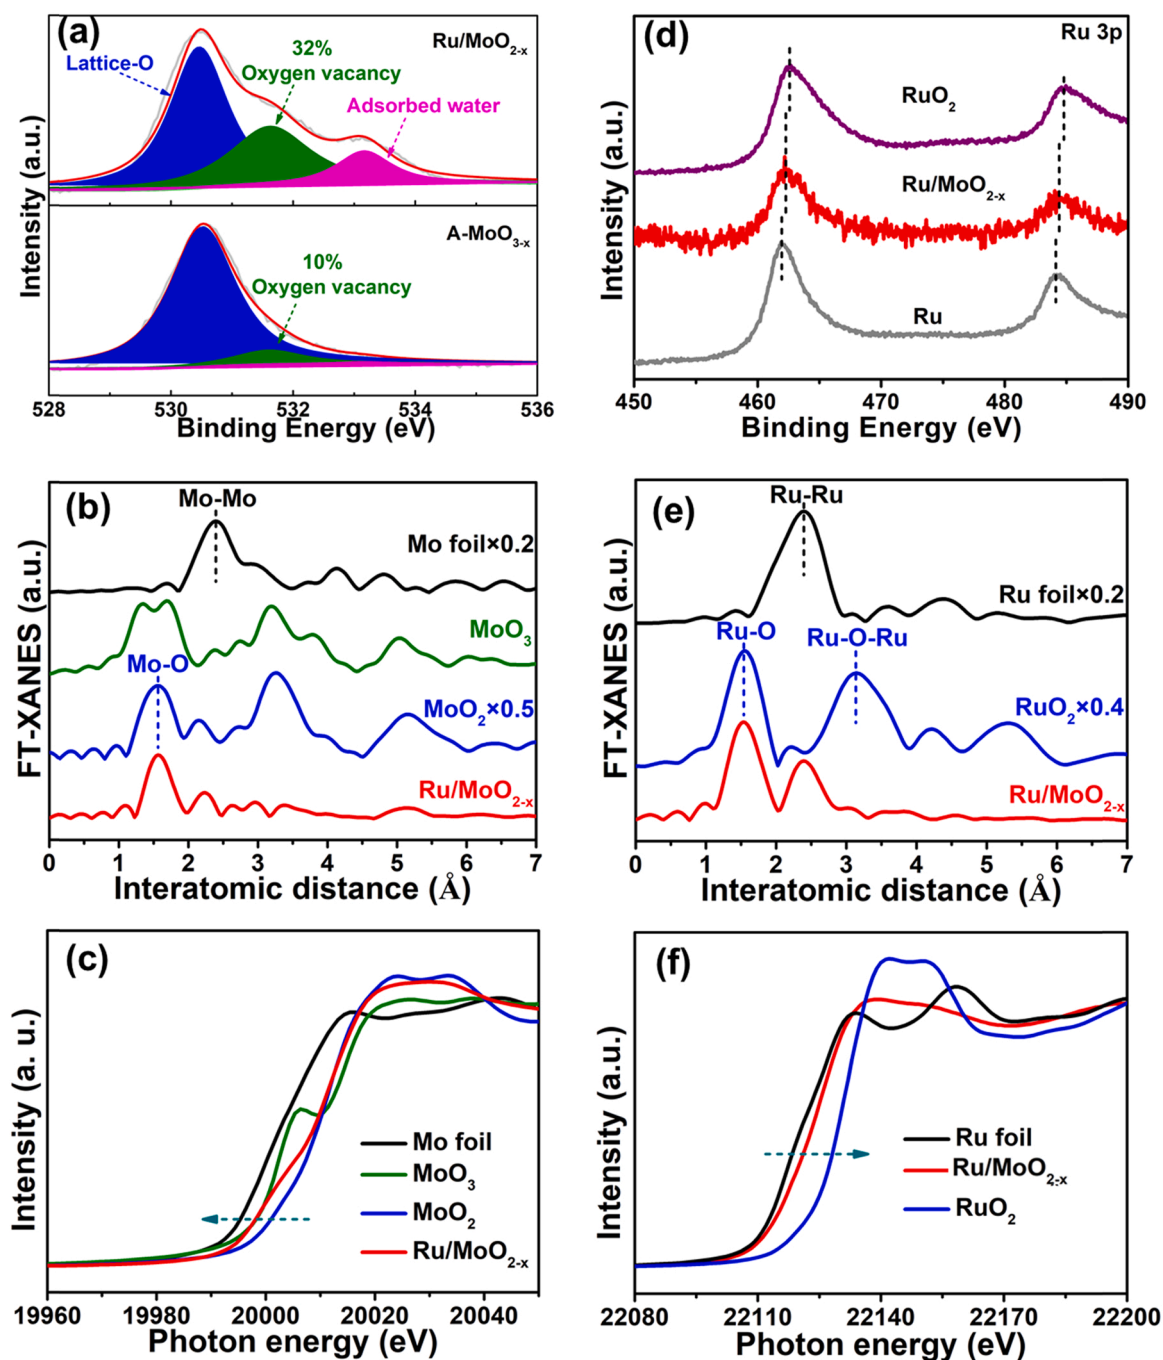 (a)
Ru/MoO2-x
Lattice-O
32%
Oxygen vacancy
Adsorbed water
A-MoO3-x
10%
Oxygen vacancy
Intensity (a.u.)
528 530 532 534 536
Binding Energy (eV)
(d)
Ru 3p
RuO2
Ru/MoO2-x
Ru
Intensity (a.u.)
450 460 470 480 490
Binding Energy (eV)
(b)
Mo-Mo
Mo foil×0.2
MoO3
Mo-O
MoO2×0.5
Ru/MoO2-x
FT-XANES (a.u.)
0 1 2 3 4 5 6 7
Interatomic distance (Å)
(e)
Ru-Ru
Ru foil×0.2
Ru-O
Ru-O-Ru
RuO2×0.4
Ru/MoO2-x
FT-XANES (a.u.)
0 1 2 3 4 5 6 7
Interatomic distance (Å)
(c)
Mo foil
MoO3
MoO2
Ru/MoO2-x
Intensity (a. u.)
19960 19980 20000 20020 20040
Photon energy (eV)
(f)
Ru foil
Ru/MoO2-x
RuO2
Intensity (a.u.)
22080 22110 22140 22170 22200
Photon energy (eV)